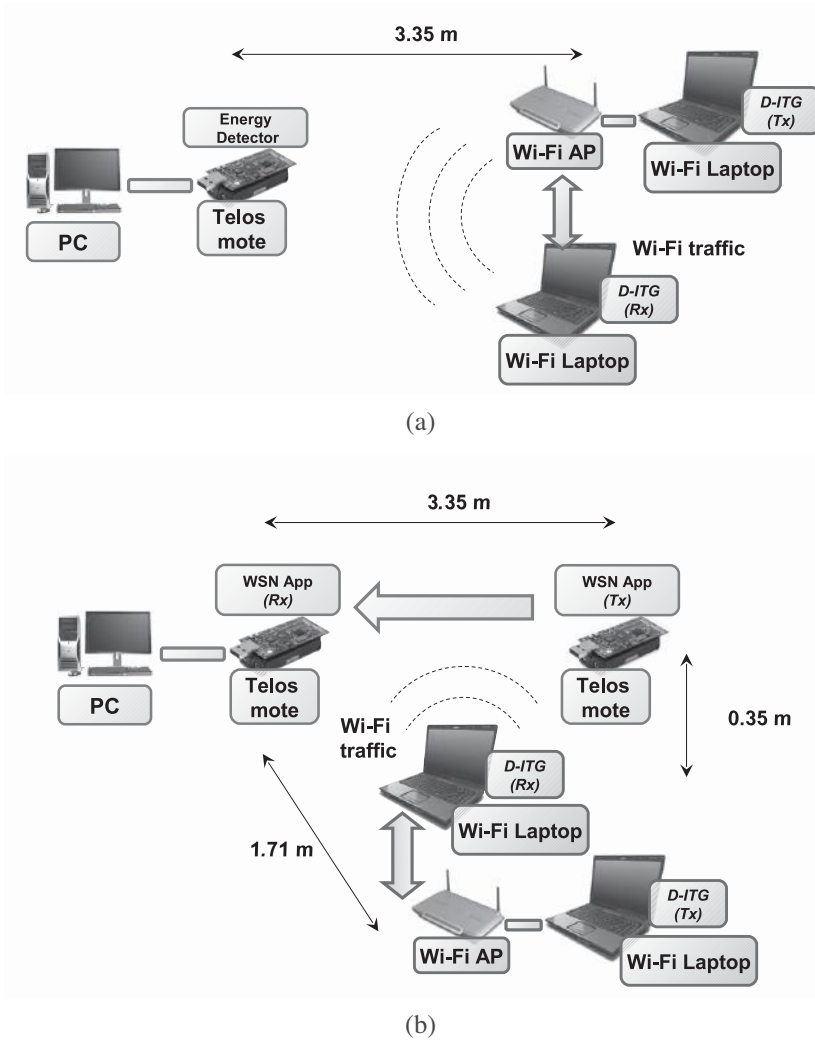 3.35 m
Energy
Detector
D-ITG
(Tx)
Wi-Fi AP
Wi-Fi Laptop
PC
Telos
mote
Wi-Fi traffic
D-ITG
(Rx)
Wi-Fi Laptop
(a)
3.35 m
WSN App
(Rx)
WSN App
(Tx)
PC
Telos
mote
Telos
mote
0.35 m
Wi-Fi
traffic
D-ITG
(Rx)
Wi-Fi Laptop
1.71 m
D-ITG
(Tx)
Wi-Fi AP
Wi-Fi Laptop
(b)